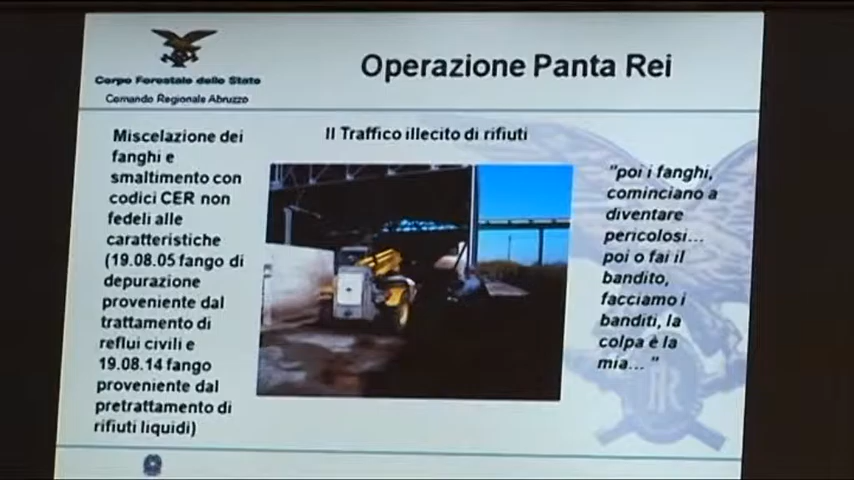 Corpo Forestale dello Stato
Comando Regionale Abruzzo
Operazione Panta Rei
Il Traffico illecito di rifiuti
Miscelazione dei
fanghi e
smaltimento con
codici CER non
fedeli alle
caratteristiche
(19.08.05 fango di
depurazione
proveniente dal
trattamento di
reflui civili e
19.08.14 fango
proveniente dal
pretrattamento di
rifiuti liquidi)
"poi i fanghi,
cominciano a
diventare
pericolosi...
poi o fai il
bandito,
facciamo i
banditi, la
colpa è la
mia... "